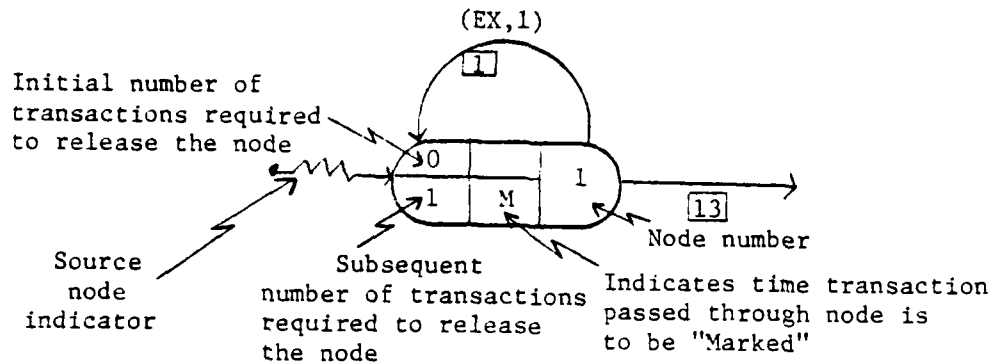 (EX,1)
1
Initial number of
transactions required
to release the node
0
1
M
1
13
Node number
Source
node
indicator
Subsequent
number of transactions
required to release
the node
Indicates time transaction
passed through node is
to be "Marked"